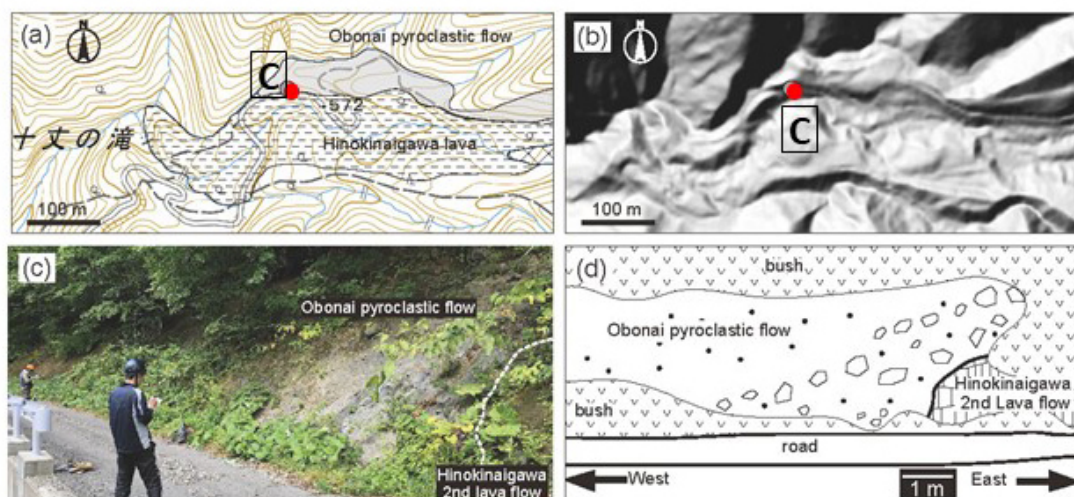 (a)
N
Obonai pyroclastic flow
C
-572
十丈の滝
Hinokinaigawa lava
100 m
(b)
N
C
100 m
(c)
Obonai pyroclastic flow
Hinokinaigawa
2nd lava flow
(d)
bush
Obonai pyroclastic flow
Hinokinaigawa
2nd Lava flow
bush
road
West
1 m
East